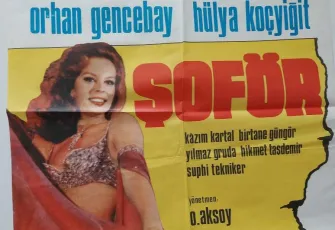 orhan gencebay hülya koçyiğit
ŞOFÖR
kazım kartal birtane güngör
yılmaz gruda hikmet taşdemir
suphi tekniker
yönetmen
o.aksoy